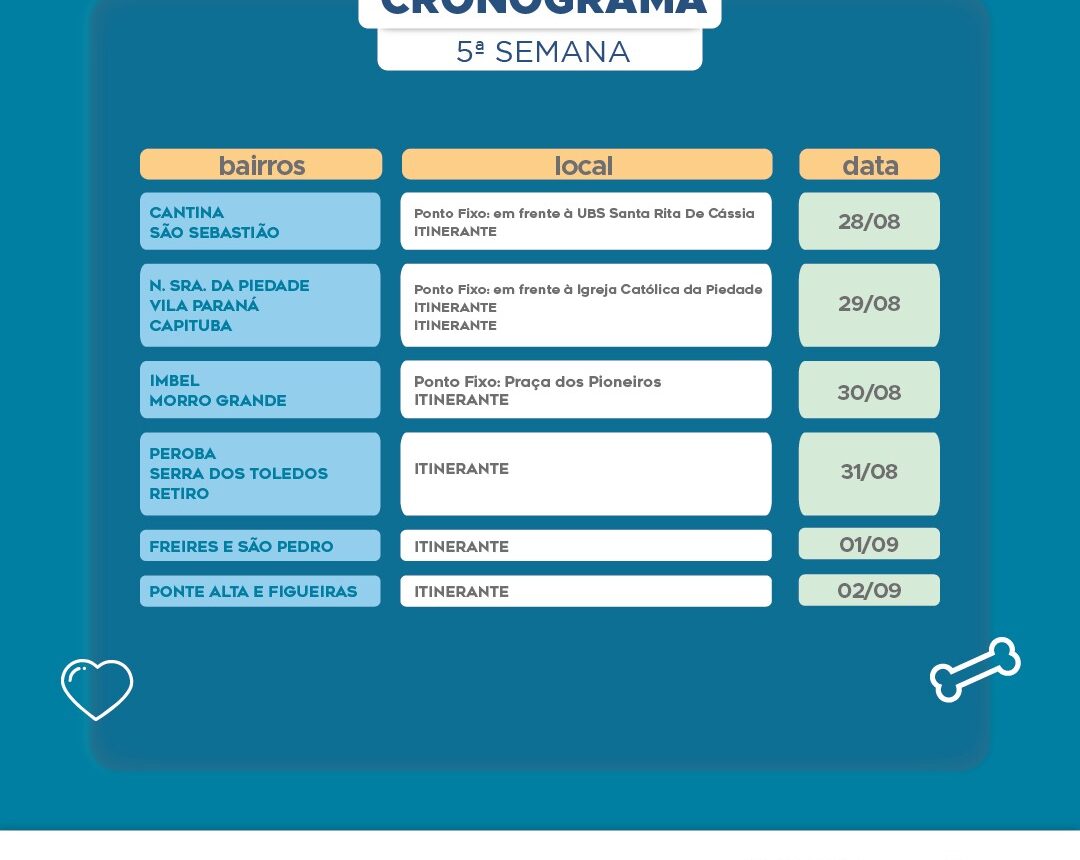 CRONOGRAMA
5ª SEMANA
bairros
local
data
CANTINA
SÃO SEBASTIÃO
Ponto Fixo: em frente à UBS Santa Rita De Cássia
ITINERANTE
28/08
N. SRA. DA PIEDADE
VILA PARANÁ
CAPITUBA
Ponto Fixo: em frente à Igreja Católica da Piedade
ITINERANTE
ITINERANTE
29/08
IMBEL
MORRO GRANDE
Ponto Fixo: Praça dos Pioneiros
ITINERANTE
30/08
PEROBA
SERRA DOS TOLEDOS
RETIRO
ITINERANTE
31/08
FREIRES E SÃO PEDRO
ITINERANTE
01/09
PONTE ALTA E FIGUEIRAS
ITINERANTE
02/09